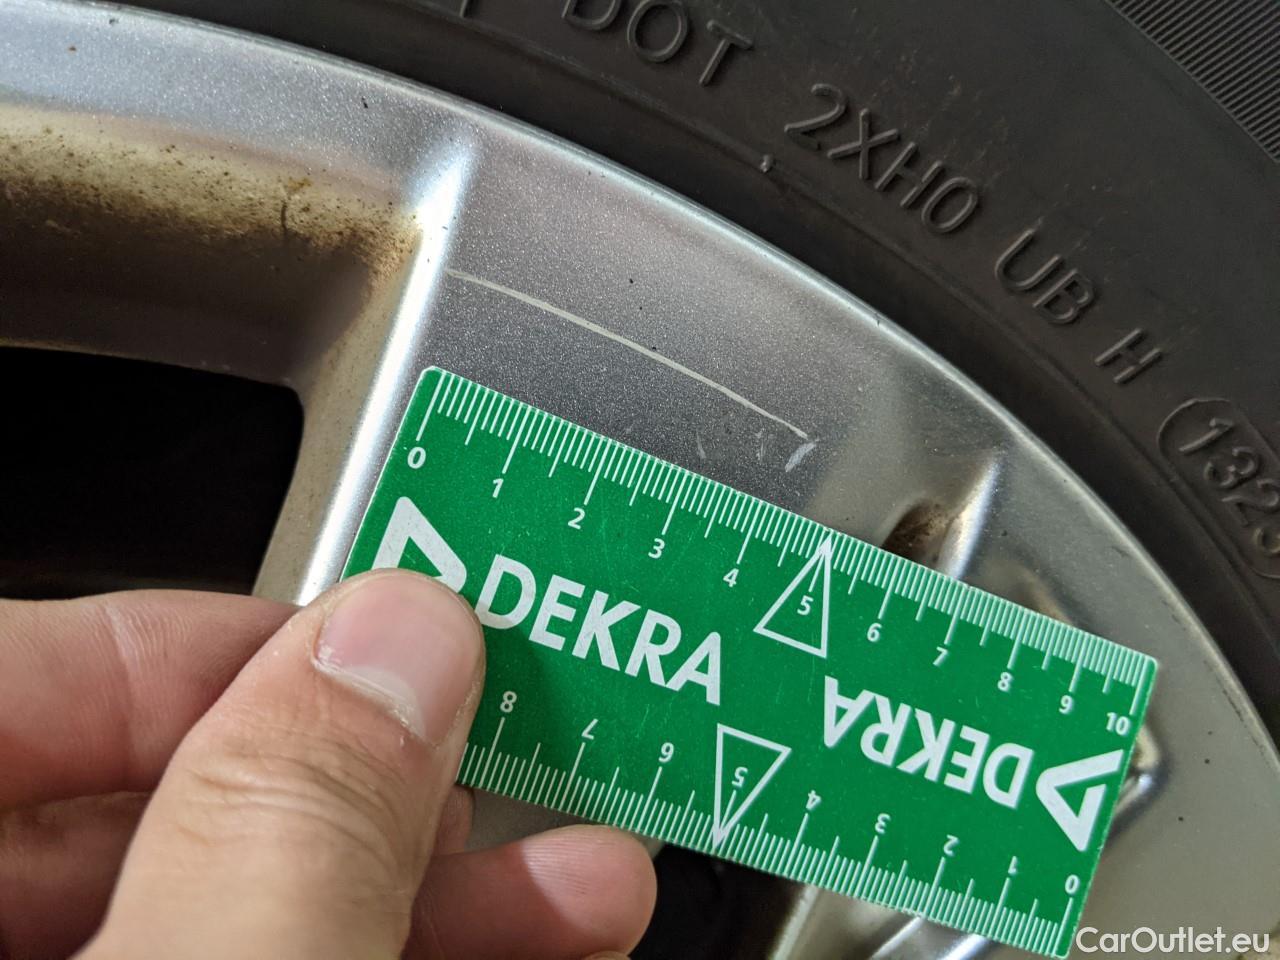 DOT 2XH0 UB H 1323
0 1 2 3 4 5 6 7 8 9 10
DEKRA
DEKRA
8 7 6 5 4 3 2 1 0
CarOutlet.eu